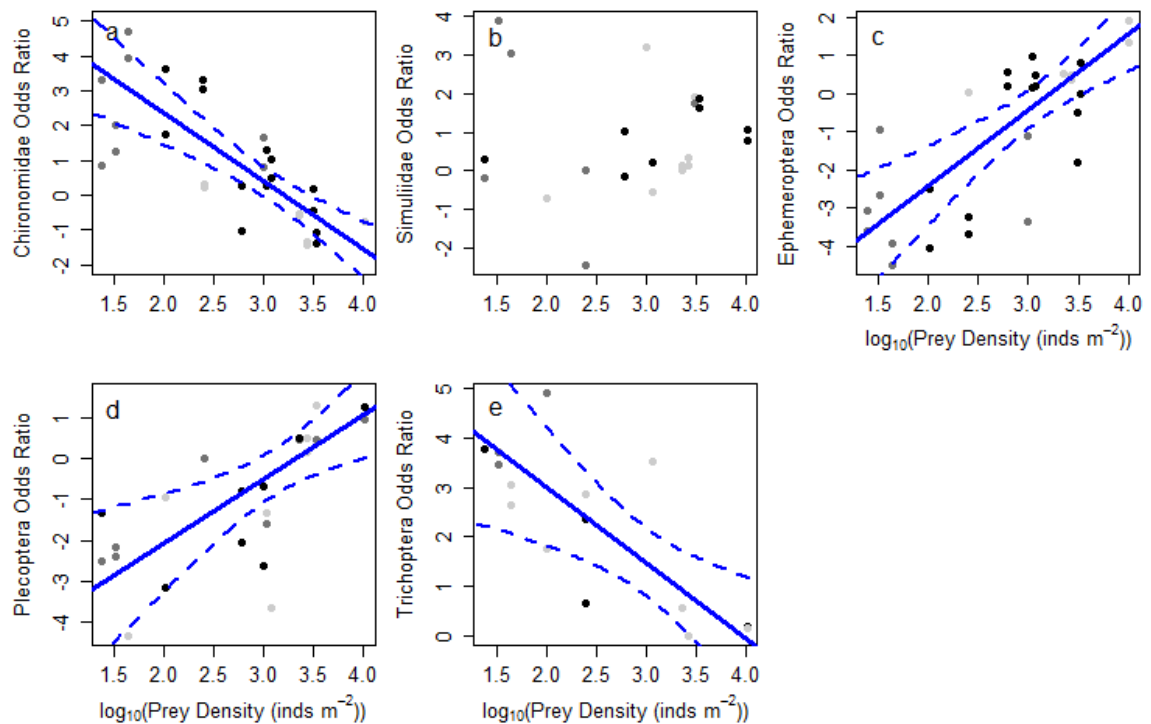 a
Chironomidae Odds Ratio
5
4
3
2
1
0
-1
-2
1.5 2.0 2.5 3.0 3.5 4.0
b
Simuliidae Odds Ratio
4
3
2
1
0
-2
1.5 2.0 2.5 3.0 3.5 4.0
c
Ephemeroptera Odds Ratio
2
1
0
-1
-2
-3
-4
1.5 2.0 2.5 3.0 3.5 4.0
log₁₀(Prey Density (inds m⁻²))
d
Plecoptera Odds Ratio
1
0
-1
-2
-3
-4
1.5 2.0 2.5 3.0 3.5 4.0
log₁₀(Prey Density (inds m⁻²))
e
Trichoptera Odds Ratio
5
4
3
2
1
0
1.5 2.0 2.5 3.0 3.5 4.0
log₁₀(Prey Density (inds m⁻²))